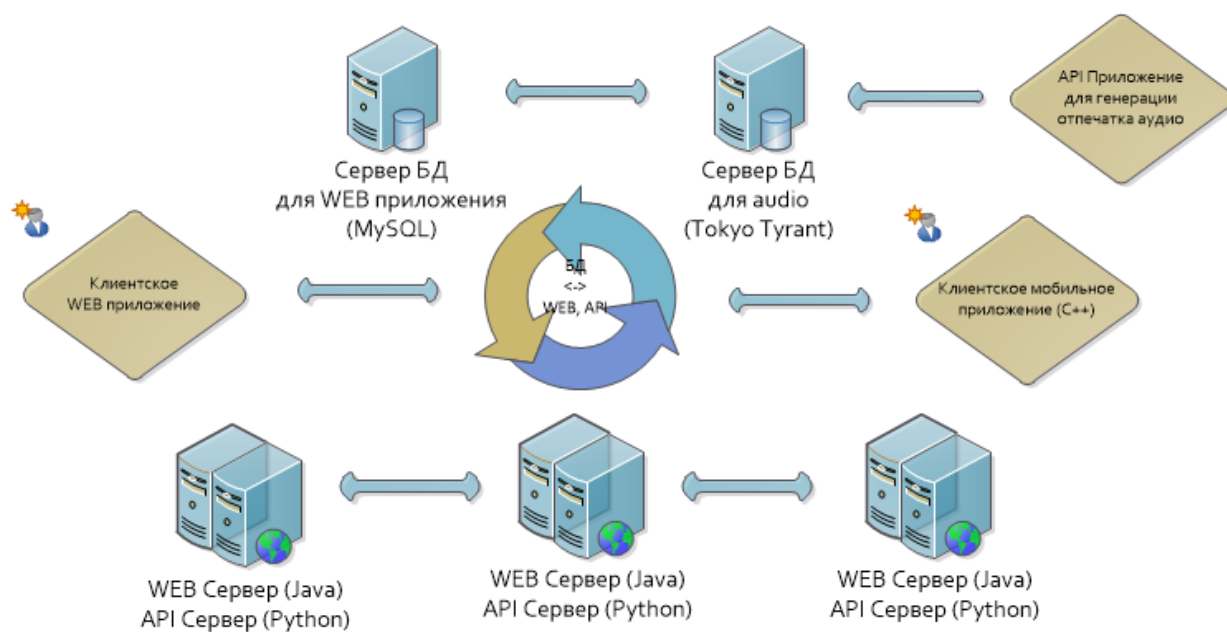 API Приложение
для генерации
отпечатка аудио
Сервер БД
для WEB приложения
(MySQL)
Сервер БД
для audio
(Tokyo Tyrant)
Клиентское
WEB приложение
БД
<->
WEB, API
Клиентское мобильное
приложение (C++)
WEB Сервер (Java)
API Сервер (Python)
WEB Сервер (Java)
API Сервер (Python)
WEB Сервер (Java)
API Сервер (Python)